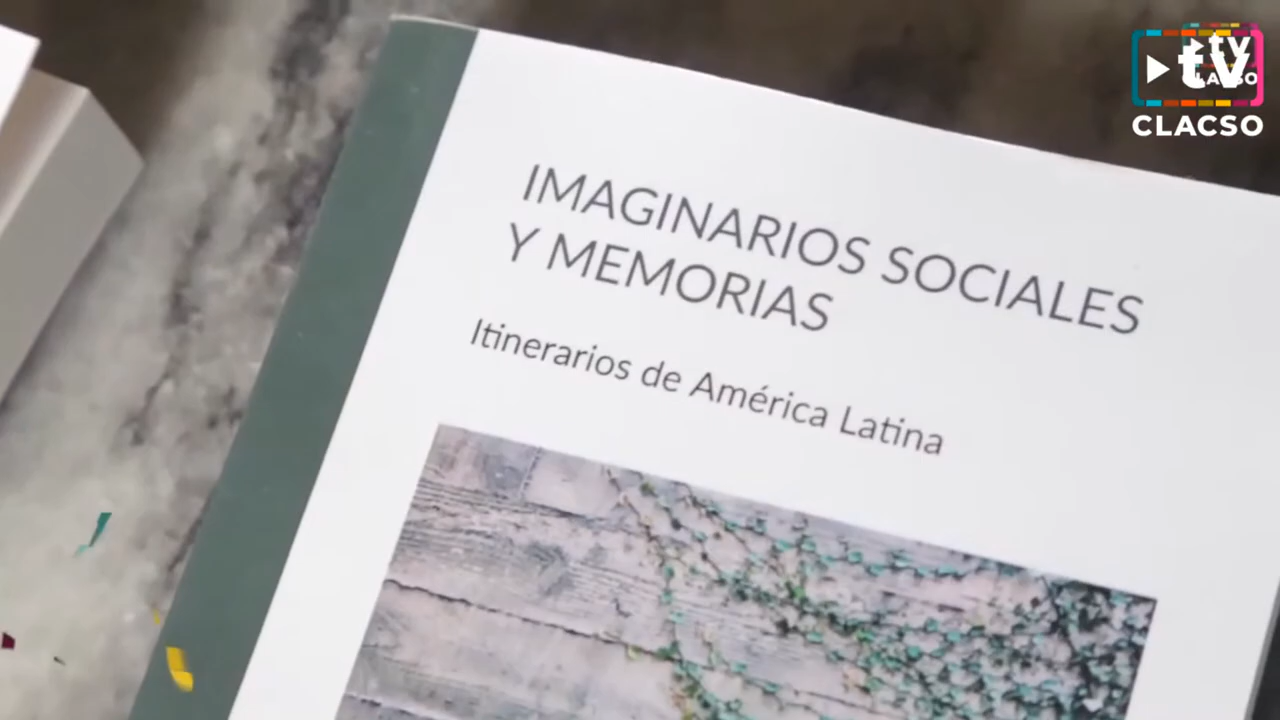 IMAGINARIOS SOCIALES
Y MEMORIAS
Itinerarios de América Latina
tv
CLACSO